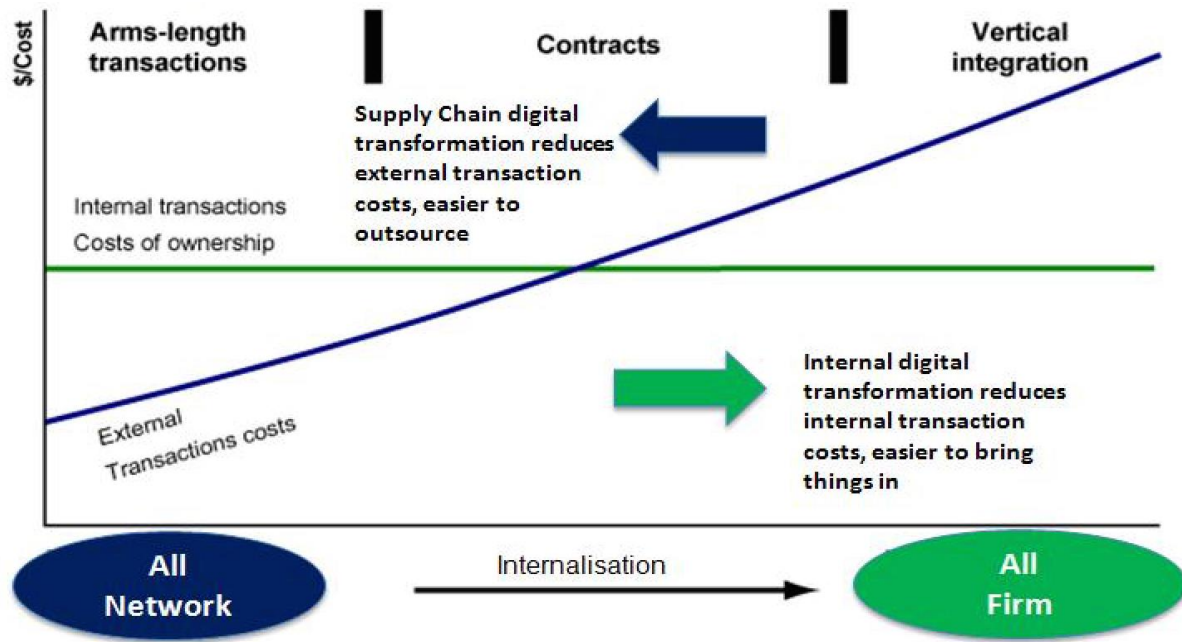 $/Cost
Arms-length
transactions
Contracts
Vertical
integration
Supply Chain digital
transformation reduces
external transaction
costs, easier to
outsource
Internal transactions
Costs of ownership
External
Transactions costs
Internal digital
transformation reduces
internal transaction
costs, easier to bring
things in
All
Network
Internalisation
All
Firm